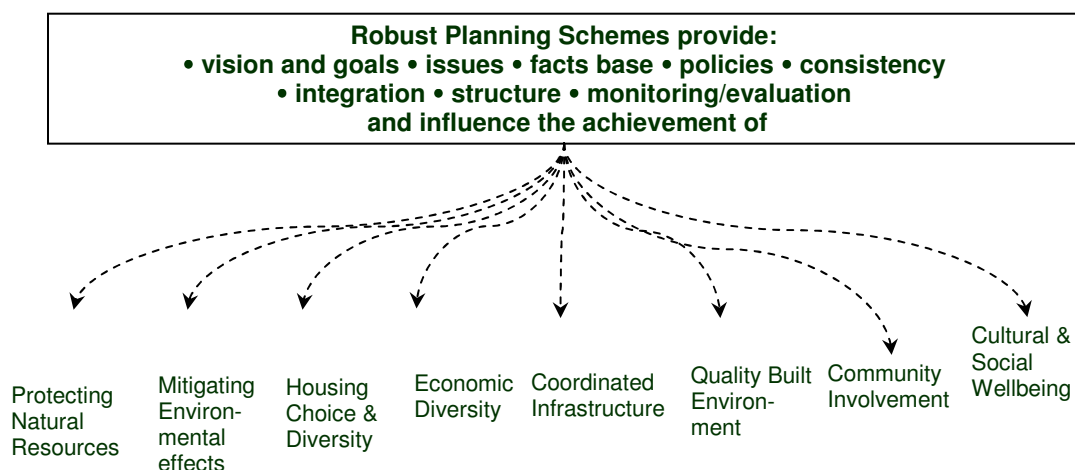 Robust Planning Schemes provide:
• vision and goals • issues • facts base • policies • consistency
• integration • structure • monitoring/evaluation
and influence the achievement of
Protecting
Natural
Resources
Mitigating
Environ-
mental
effects
Housing
Choice &
Diversity
Economic
Diversity
Coordinated
Infrastructure
Quality Built
Environ-
ment
Community
Involvement
Cultural &
Social
Wellbeing